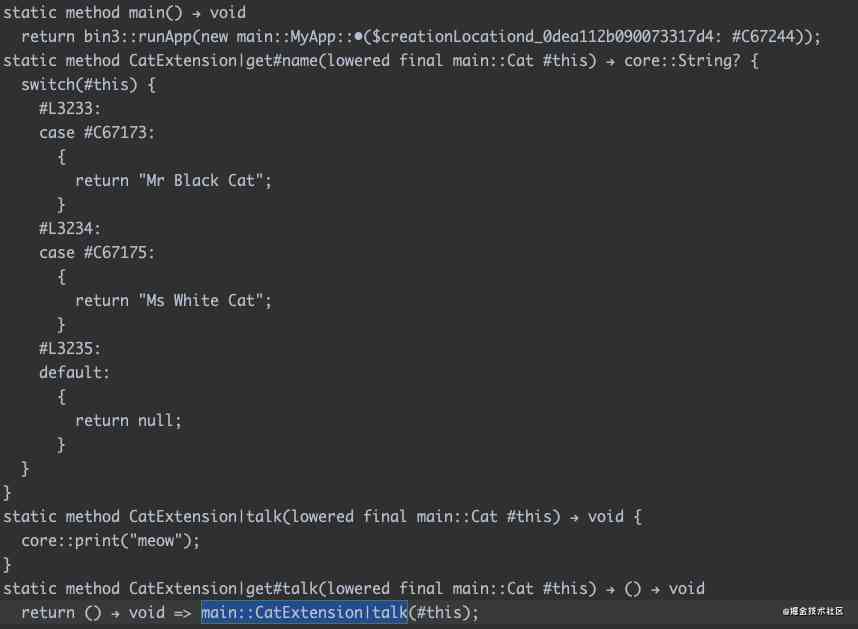 static method main() → void
  return bin3::runApp(new main::MyApp::•($creationLocationd_0dea112b090073317d4: #C67244));
static method CatExtension|get#name(lowered final main::Cat #this) → core::String? {
  switch(#this) {
    #L3233:
    case #C67173:
      {
        return "Mr Black Cat";
      }
    #L3234:
    case #C67175:
      {
        return "Ms White Cat";
      }
    #L3235:
    default:
      {
        return null;
      }
  }
}
static method CatExtension|talk(lowered final main::Cat #this) → void {
  core::print("meow");
}
static method CatExtension|get#talk(lowered final main::Cat #this) → () → void
  return () → void => main::CatExtension|talk(#this);
@掘金技术社区